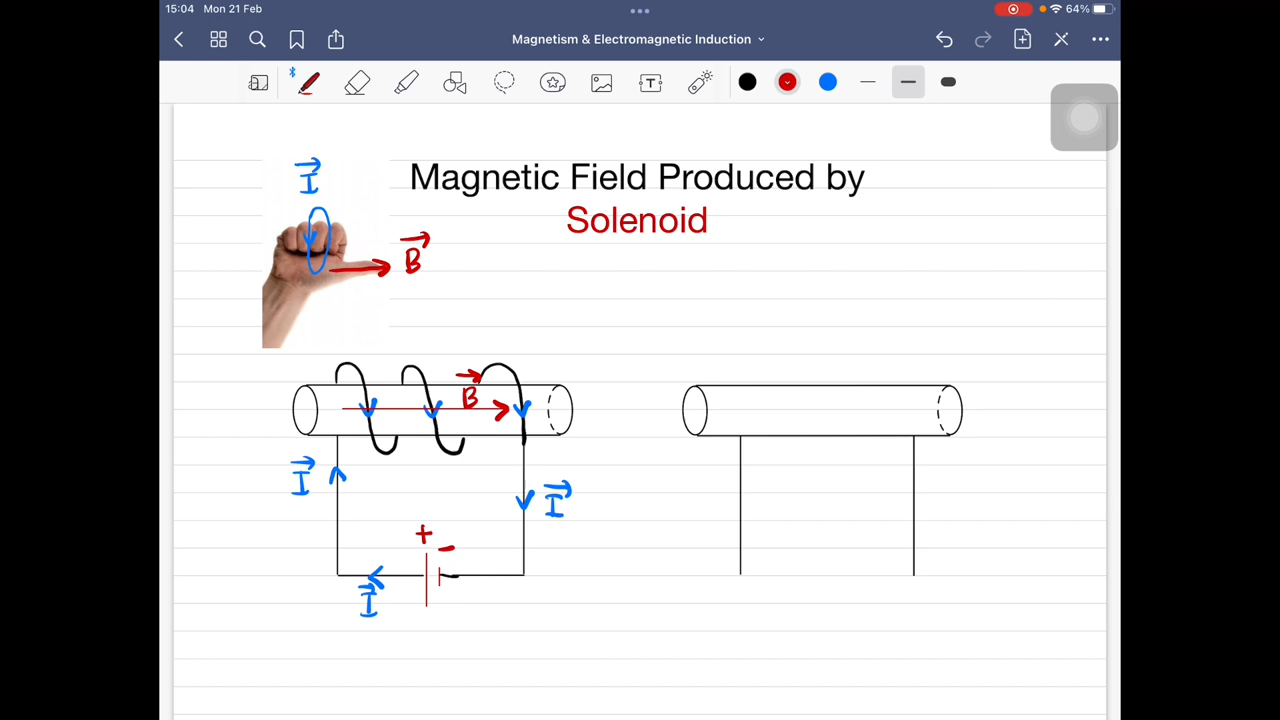 15:04 Mon 21 Feb
64%
Magnetism & Electromagnetic Induction
T
I
Magnetic Field Produced by
Solenoid
B
B
I
I
+
-
I